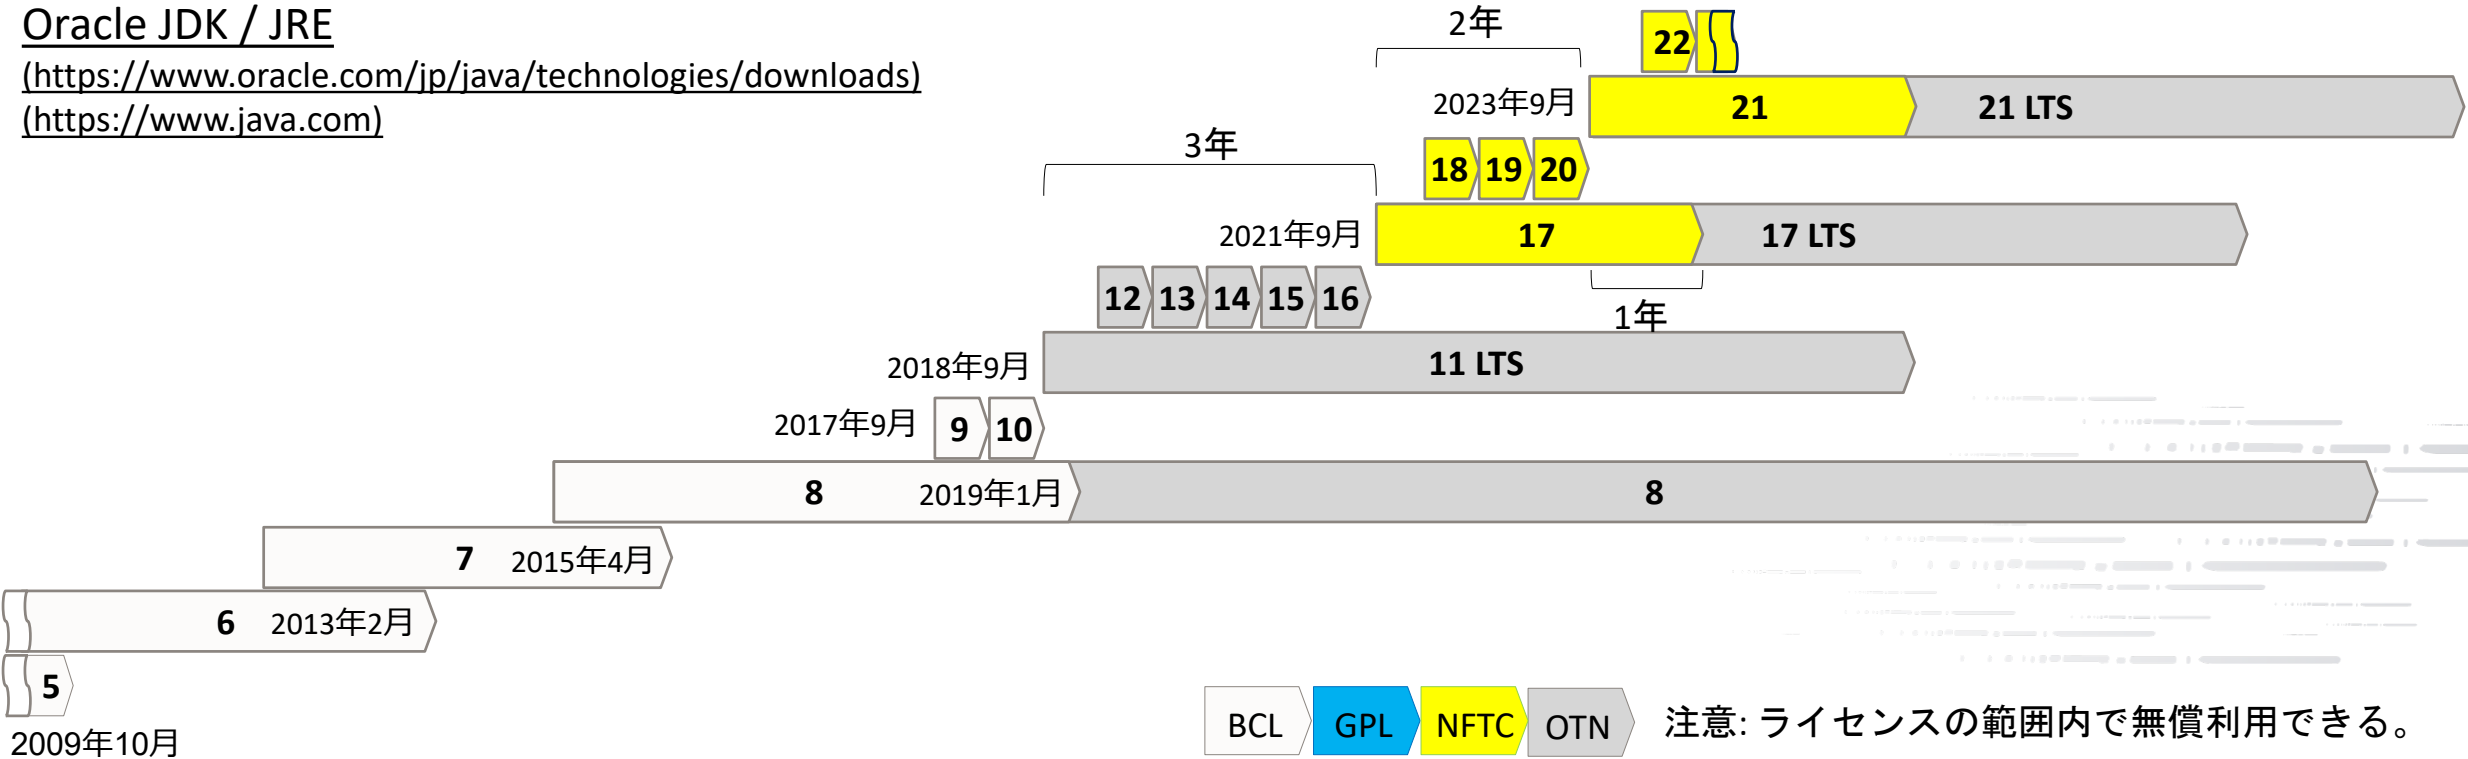 Oracle JDK / JRE
(https://www.oracle.com/jp/java/technologies/downloads)
(https://www.java.com)
2年
22
2023年9月
21
21 LTS
3年
18
19
20
2021年9月
17
17 LTS
12
13
14
15
16
1年
2018年9月
11 LTS
2017年9月
9
10
8
2019年1月
8
7
2015年4月
6
2013年2月
5
2009年10月
BCL
GPL
NFTC
OTN
注意: ライセンスの範囲内で無償利用できる。